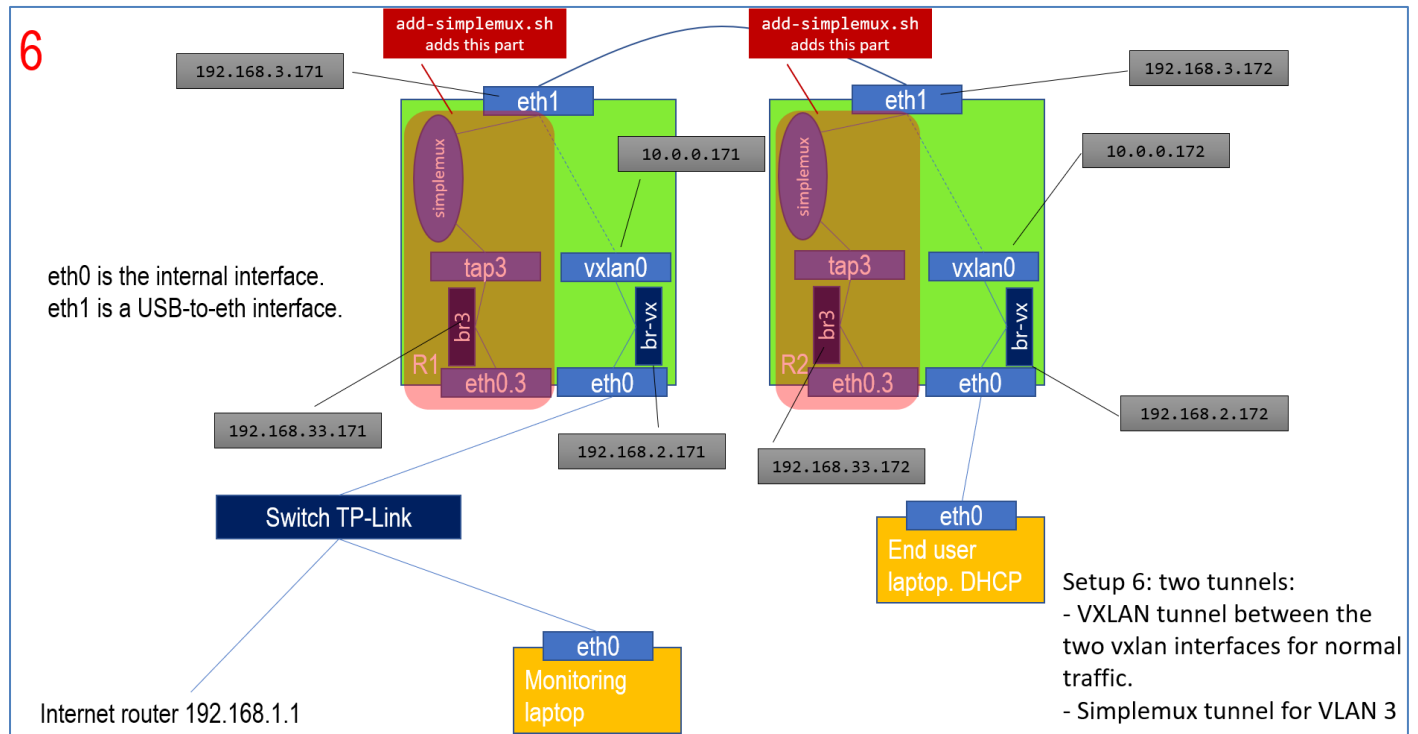 6
add-simplemux.sh
adds this part
add-simplemux.sh
adds this part
192.168.3.171
192.168.3.172
eth1
eth1
10.0.0.171
10.0.0.172
simplemux
simplemux
eth0 is the internal interface.
eth1 is a USB-to-eth interface.
tap3
vxlan0
tap3
vxlan0
br3
br-vx
br3
br-vx
R1
R2
eth0.3
eth0
eth0.3
eth0
192.168.33.171
192.168.2.171
192.168.33.172
192.168.2.172
Switch TP-Link
eth0
End user
laptop. DHCP
Setup 6: two tunnels:
- VXLAN tunnel between the
two vxlan interfaces for normal
traffic.
- Simplemux tunnel for VLAN 3
eth0
Monitoring
laptop
Internet router 192.168.1.1